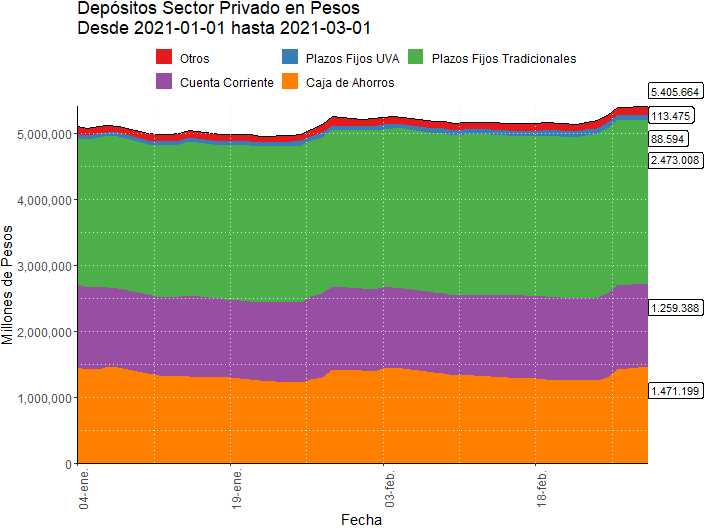 Depósitos Sector Privado en Pesos
Desde 2021-01-01 hasta 2021-03-01
Otros
Plazos Fijos UVA
Plazos Fijos Tradicionales
Cuenta Corriente
Caja de Ahorros
Millones de Pesos
5,000,000
4,000,000
3,000,000
2,000,000
1,000,000
0
5.405.664
113.475
88.594
2.473.008
1.259.388
1.471.199
04-ene.
19-ene.
03-feb.
18-feb.
Fecha